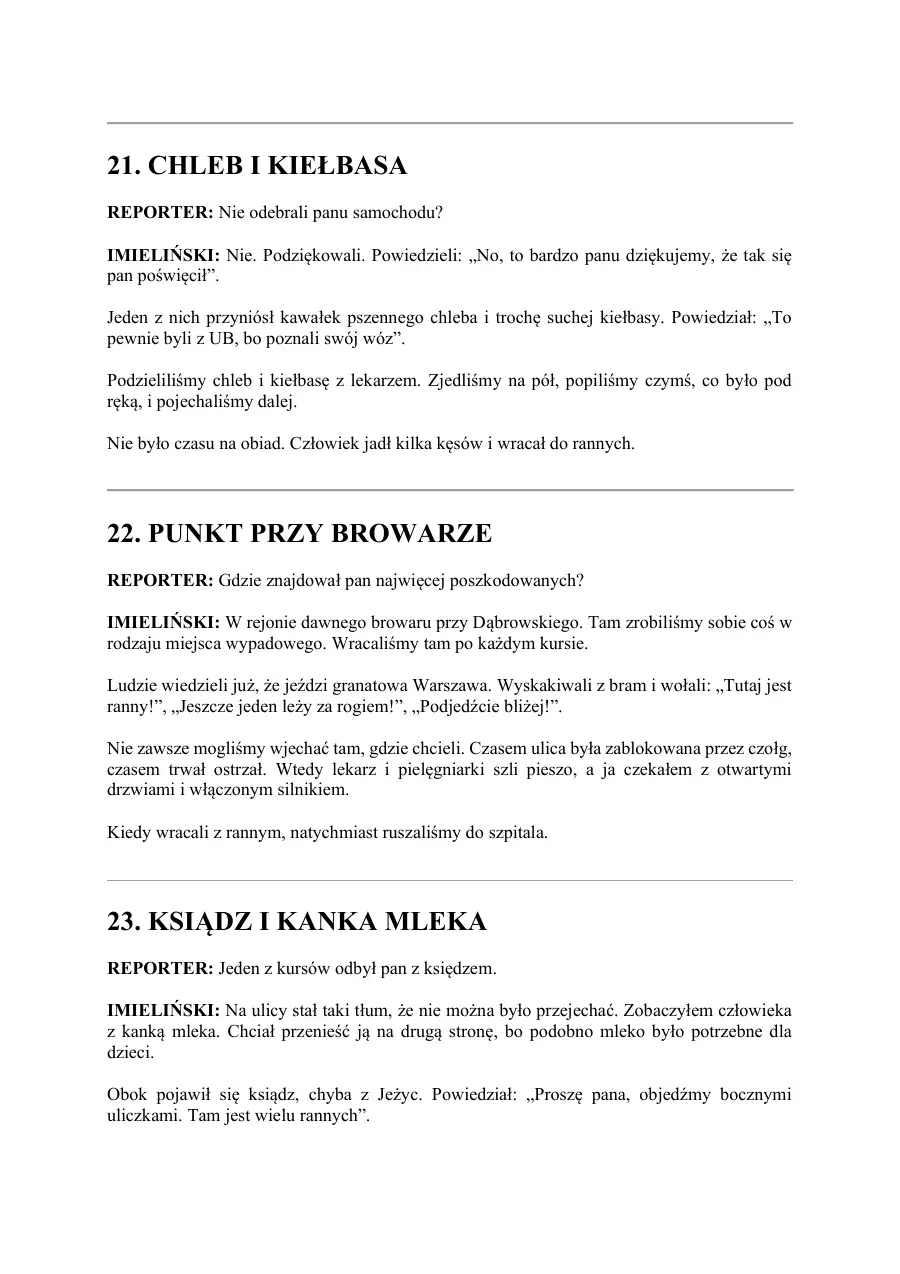 21. CHLEB I KIEŁBASA
REPORTER: Nie odebrali panu samochodu?
IMIELIŃSKI: Nie. Podziękowali. Powiedzieli: „No, to bardzo panu dziękujemy, że tak się
pan poświęcił”.
Jeden z nich przyniósł kawałek pszennego chleba i trochę suchej kiełbasy. Powiedział: „To
pewnie byli z UB, bo poznali swój wóz”.
Podzieliliśmy chleb i kiełbasę z lekarzem. Zjedliśmy na pół, popiliśmy czymś, co było pod
ręką, i pojechaliśmy dalej.
Nie było czasu na obiad. Człowiek jadł kilka kęsów i wracał do rannych.
22. PUNKT PRZY BROWARZE
REPORTER: Gdzie znajdował pan najwięcej poszkodowanych?
IMIELIŃSKI: W rejonie dawnego browaru przy Dąbrowskiego. Tam zrobiliśmy sobie coś w
rodzaju miejsca wypadowego. Wracaliśmy tam po każdym kursie.
Ludzie wiedzieli już, że jeździ granatowa Warszawa. Wyskakiwali z bram i wołali: „Tutaj jest
ranny!”, „Jeszcze jeden leży za rogiem!”, „Podjedźcie bliżej!”.
Nie zawsze mogliśmy wjechać tam, gdzie chcieli. Czasem ulica była zablokowana przez czołg,
czasem trwał ostrzał. Wtedy lekarz i pielęgniarki szli pieszo, a ja czekałem z otwartymi
drzwiami i włączonym silnikiem.
Kiedy wracali z rannym, natychmiast ruszaliśmy do szpitala.
23. KSIĄDZ I KANKA MLEKA
REPORTER: Jeden z kursów odbył pan z księdzem.
IMIELIŃSKI: Na ulicy stał taki tłum, że nie można było przejechać. Zobaczyłem człowieka
z kanką mleka. Chciał przenieść ją na drugą stronę, bo podobno mleko było potrzebne dla
dzieci.
Obok pojawił się ksiądz, chyba z Jeżyc. Powiedział: „Proszę pana, objedźmy bocznymi
uliczkami. Tam jest wielu rannych”.